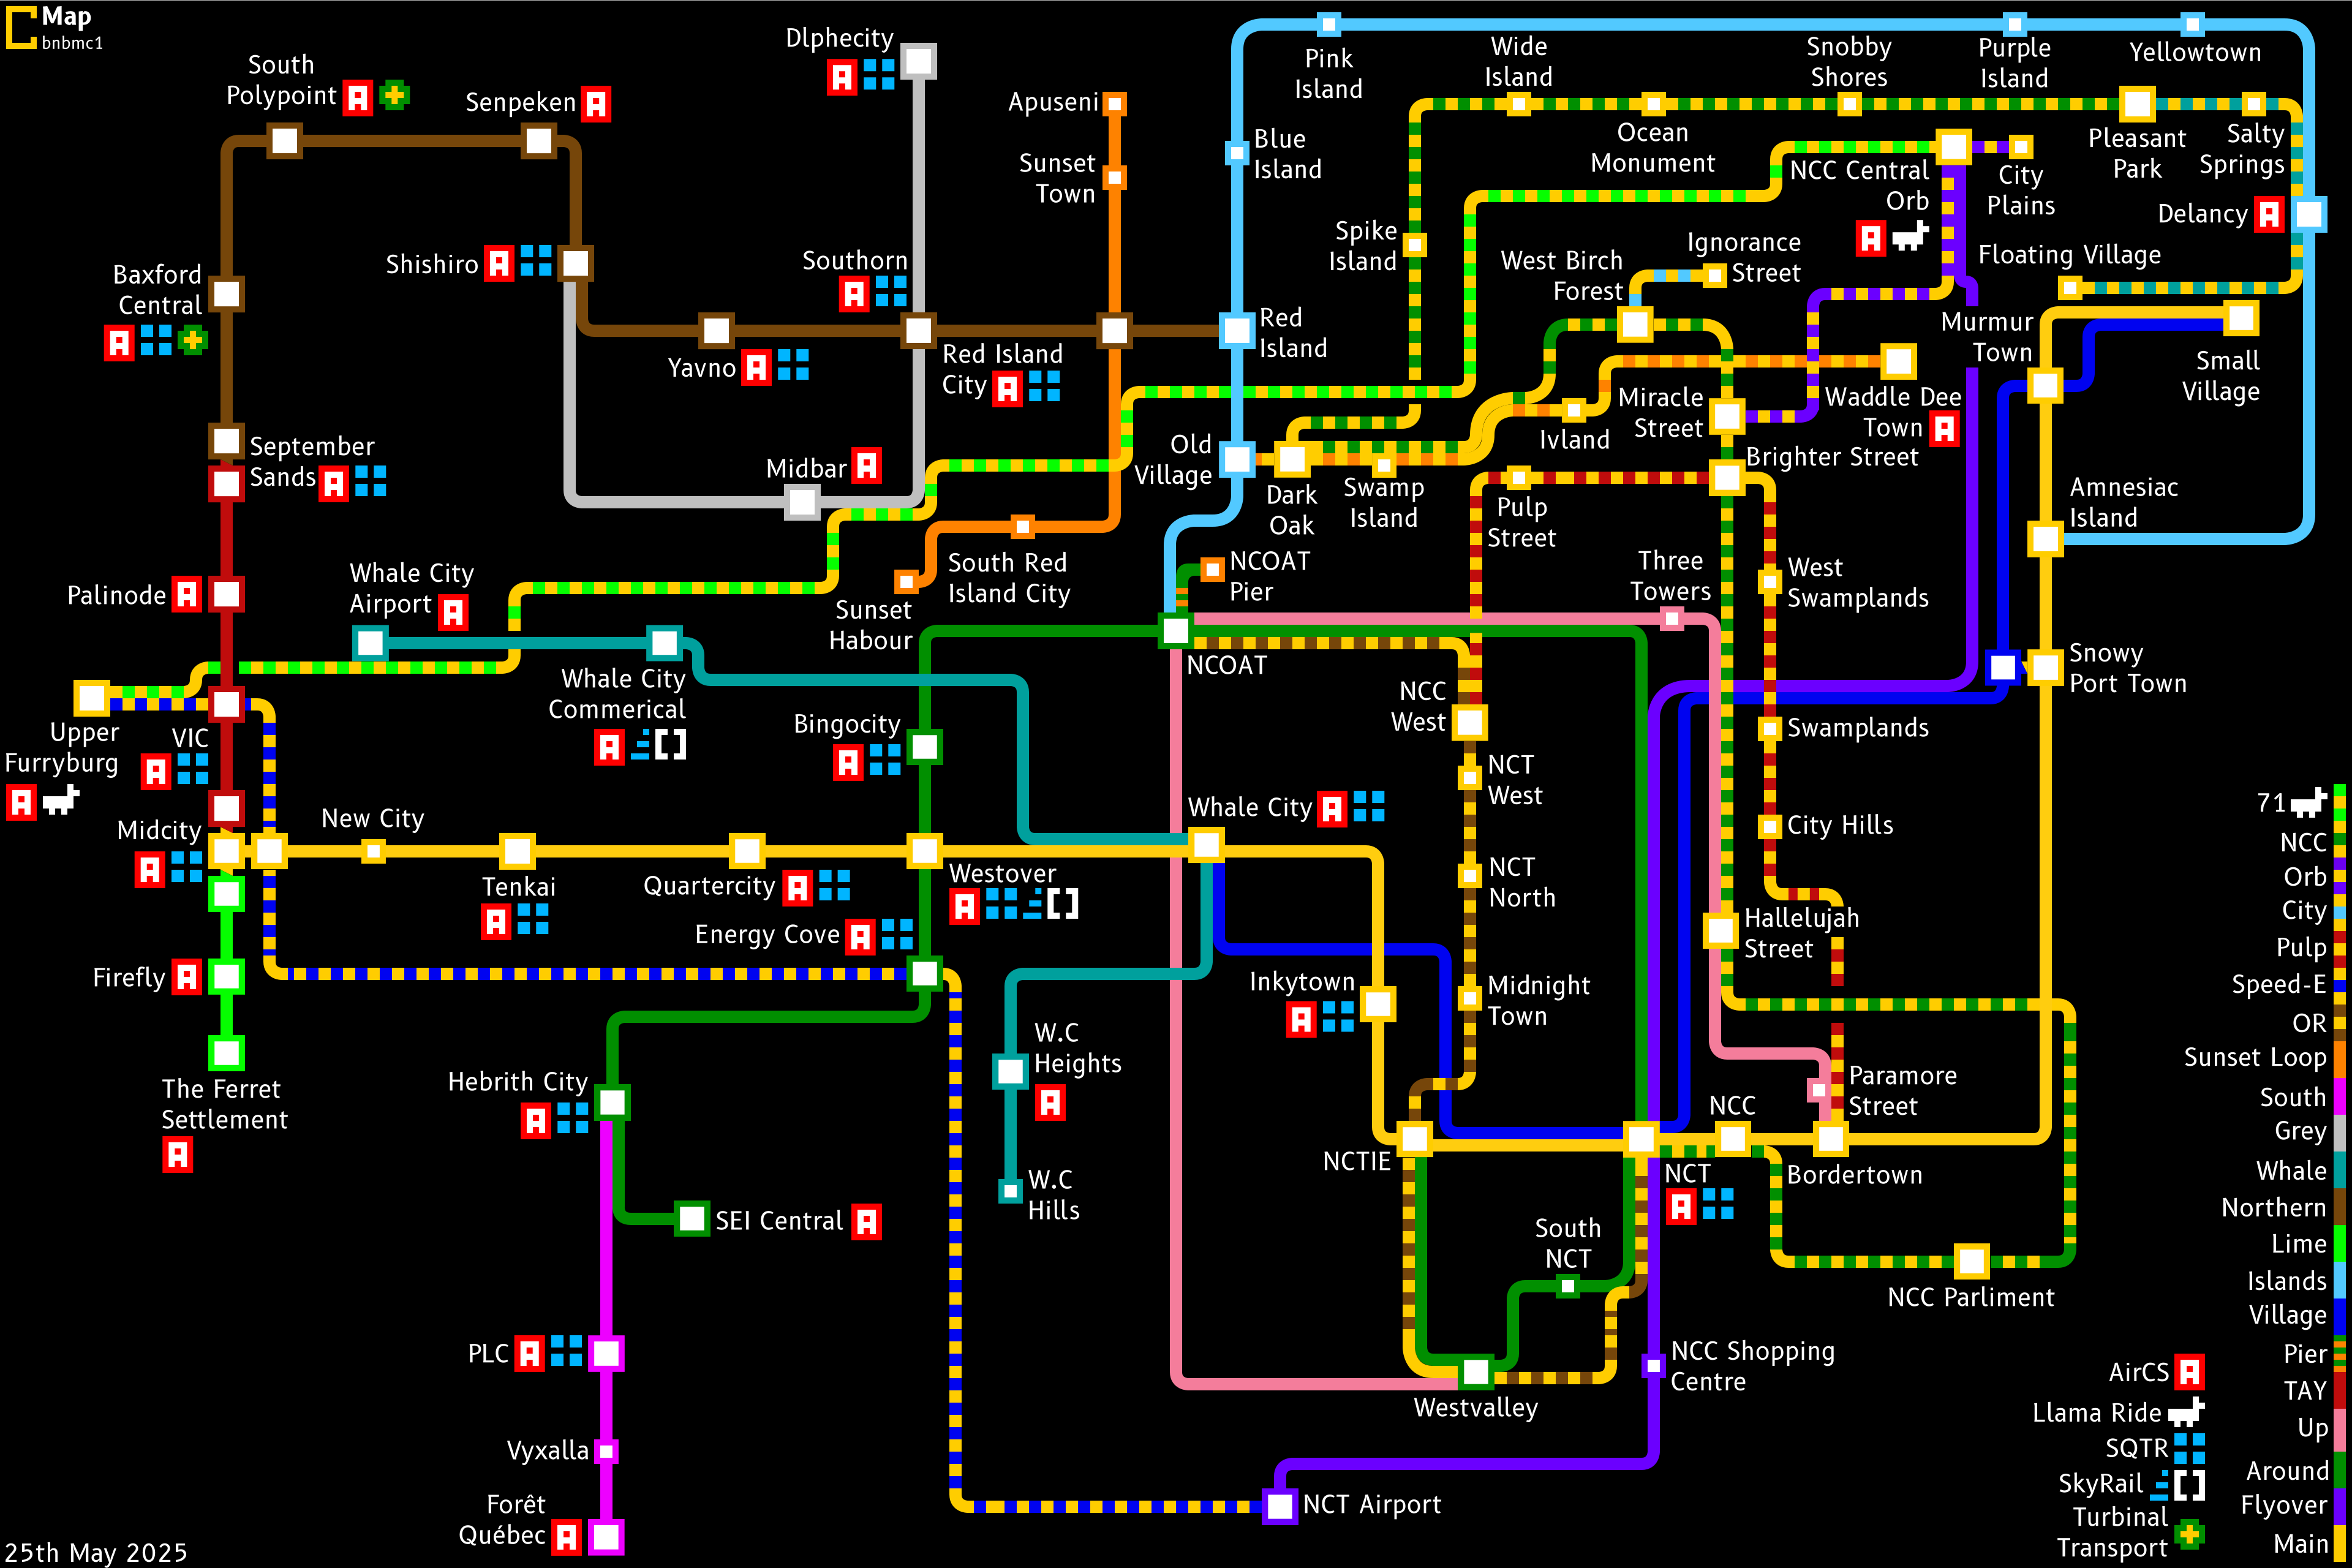 Map
bnbmc1
Dlphecity
South
Polypoint
Senpeken
Apuseni
Sunset
Town
Pink
Island
Wide
Island
Snobby
Shores
Purple
Island
Yellowtown
Blue
Island
Ocean
Monument
NCC Central
Orb
City
Plains
Pleasant
Park
Salty
Springs
Delancy
Baxford
Central
Shishiro
Southorn
Spike
Island
West Birch
Forest
Ignorance
Street
Floating Village
Yavno
Red Island
City
Red
Island
Murmur
Town
Small
Village
September
Sands
Midbar
Old
Village
Dark
Oak
Swamp
Island
Ivland
Miracle
Street
Waddle Dee
Town
Brighter Street
Pulp
Street
Amnesiac
Island
Palinode
Whale City
Airport
Sunset
Habour
South Red
Island City
NCOAT
Pier
Three
Towers
West
Swamplands
NCOAT
Snowy
Port Town
Upper
Furryburg
VIC
Whale City
Commerical
Bingocity
NCC
West
Swamplands
NCT
West
Midcity
New City
Whale City
City Hills
Tenkai
Quartercity
Westover
NCT
North
Energy Cove
Hallelujah
Street
Firefly
Inkytown
Midnight
Town
The Ferret
Settlement
Hebrith City
W.C
Heights
NCC
Paramore
Street
NCTIE
NCT
Bordertown
W.C
Hills
SEI Central
South
NCT
NCC Parliment
PLC
NCC Shopping
Centre
Westvalley
Vyxalla
Forêt
Québec
NCT Airport
71
NCC
Orb
City
Pulp
Speed-E
OR
Sunset Loop
South
Grey
Whale
Northern
Lime
Islands
Village
Pier
TAY
Up
Around
Flyover
Main
AirCS
Llama Ride
SQTR
SkyRail
Turbinal
Transport
25th May 2025